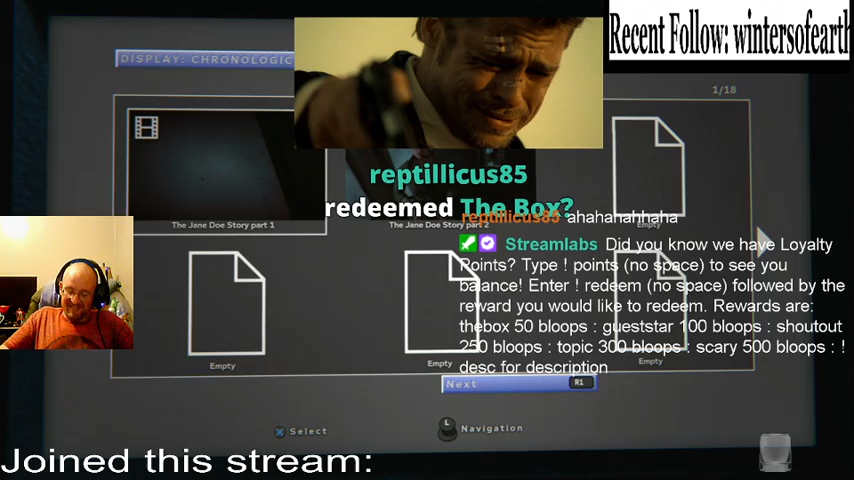 Recent Follow: wintersofearth
DISPLAY: CHRONOLOGIC
1/18
reptillicus85
redeemed The Box?
reptillicus85 ahahahahhaha
The Jane Doe Story part 1
The Jane Doe Story part 2
Empty
Streamlabs Did you know we have Loyalty
Points? Type ! points (no space) to see you
balance! Enter ! redeem (no space) followed by the
reward you would like to redeem. Rewards are:
thebox 50 bloops : gueststar 100 bloops : shoutout
250 bloops : topic 300 bloops : scary 500 bloops : !
desc for description
Empty
Empty
Empty
Next R1
Select
L Navigation
Joined this stream: